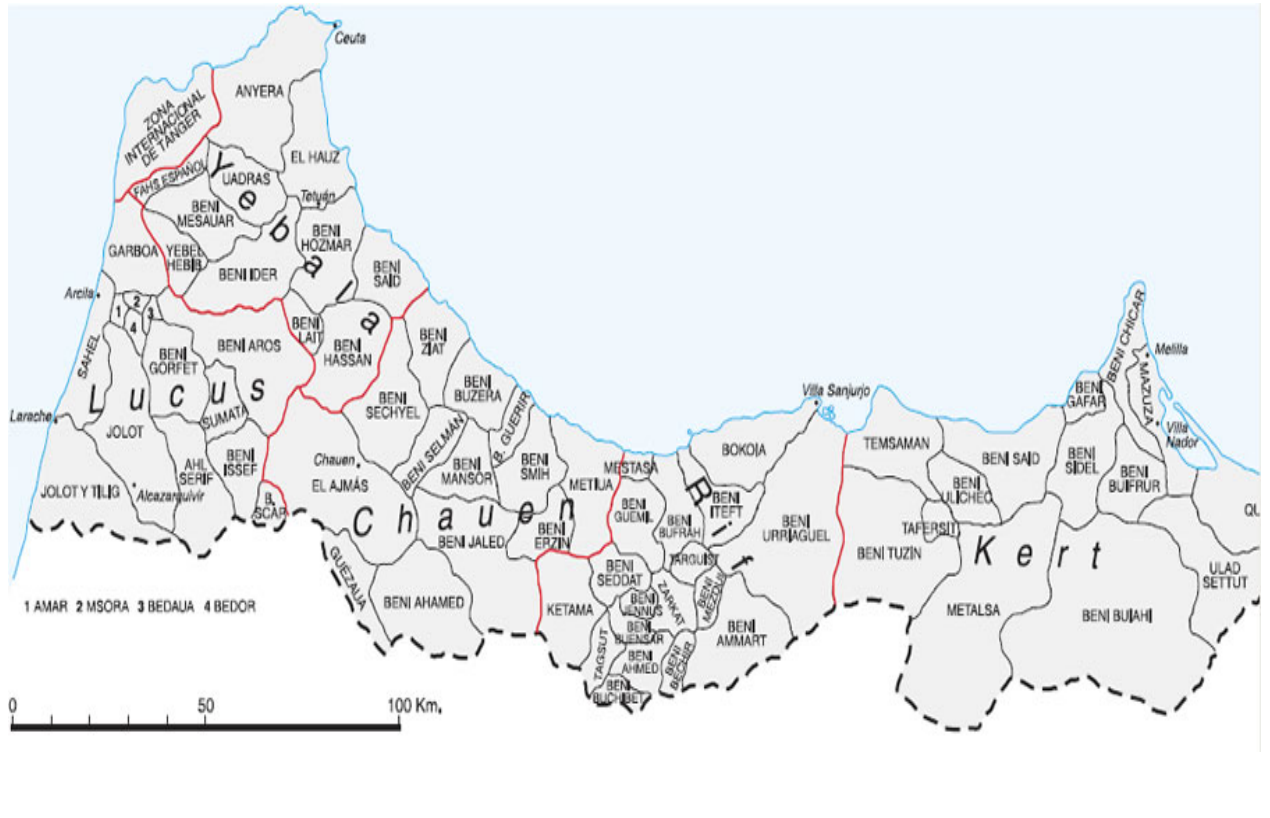 Ceuta
ZONA
INTERNACIONAL
DE TANGER
ANYERA
EL HAUZ
FAHS ESPAÑOL
UADRAS
Yebala
Tetuán
BENI
MESAUAR
BENI
HOZMAR
GARBOA
YEBEL
HEBIB
BENI IDER
BENI
SAID
Arcila
1
2
3
4
SAHEL
BENI
GORFET
BENI AROS
BENI
LAIT
BENI
HASSAN
BENI
ZIAT
Lucus
SUMATA
BENI
SECHYEL
BENI
BUZERA
B. GUERIR
Larache
JOLOT
AHL
SERIF
BENI
ISSEF
JOLOT Y TILIG
Alcazarquivir
B.
SCAR
Chauen
EL AJMÁS
BENI SELMAN
BENI
MANSOR
BENI
SMIH
METIUA
Chauen
BENI JALED
BENI
ERZIN
GUEZAUA
BENI AHAMED
KETAMA
Villa Sanjurjo
MESTASA
BOKOIA
Rif
BENI
GUEMIL
BENI
BUFRAH
BENI
ITEFT
BENI
URRIAGUEL
TARGUIST
BENI
SEDDAT
ZARKAT
BENI
MEZDUI
BENI
JENNUS
BENI
BUENSAR
BENI
AMMART
TAGSUT
BENI
AHMED
BENI
BECHIR
BENI
BUCHIBET
TEMSAMAN
BENI SAID
BENI
ULICHEC
TAFERSIT
BENI TUZIN
Kert
METALSA
BENI BUIAHI
BENI
GAFAR
BENI CHICAR
Melilla
MAZUZA
Villa
Nador
BENI
SIDEL
BENI
BUIFRUR
QU
ULAD
SETTUT
1 AMAR 2 MSORA 3 BEDAUA 4 BEDOR
0 50 100 Km.